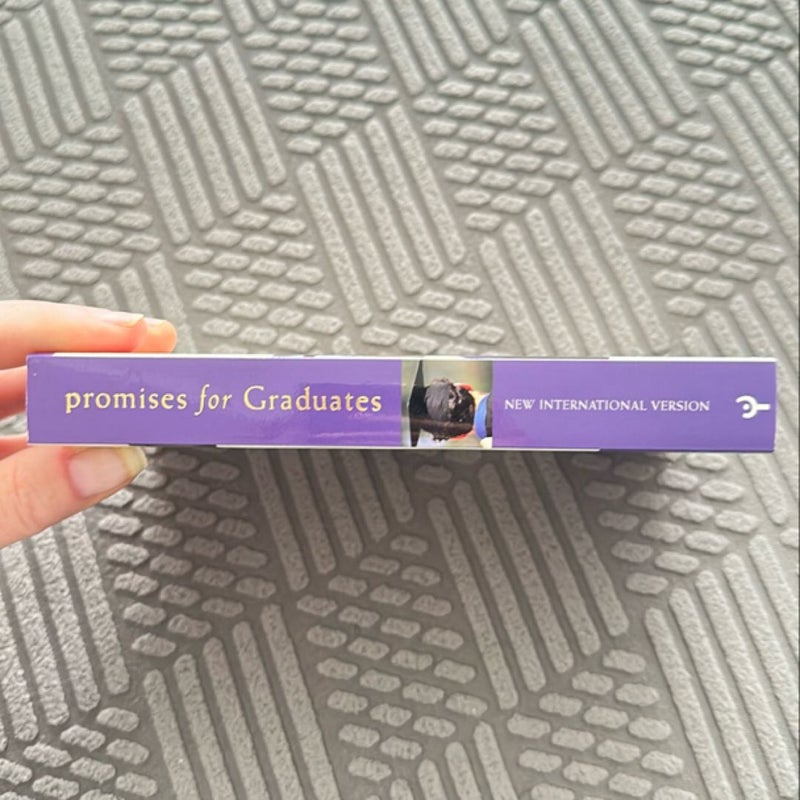 promises for Graduates
NEW INTERNATIONAL VERSION